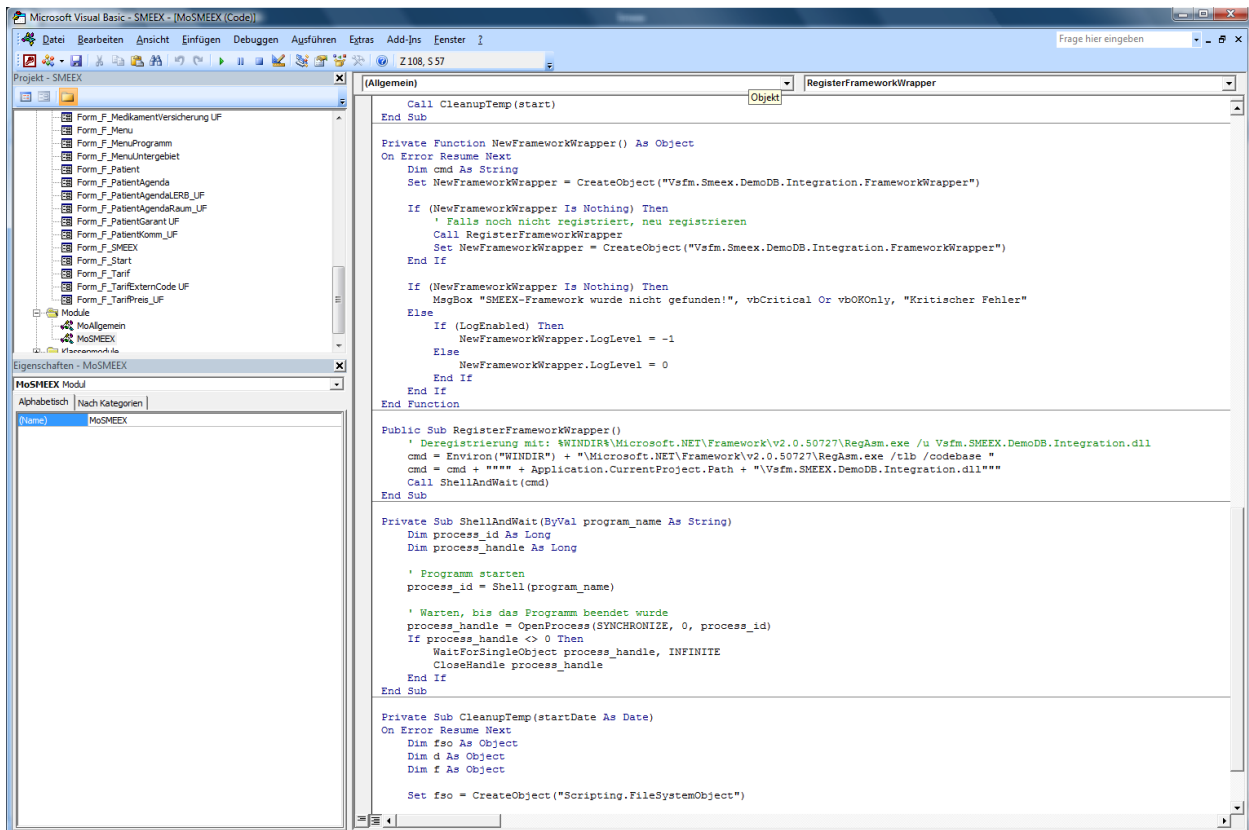 Microsoft Visual Basic - SMEEX - [MoSMEEX (Code)]
Datei Bearbeiten Ansicht Einfügen Debuggen Ausführen Extras Add-Ins Fenster ? Frage hier eingeben
Z 108, S 57
Projekt - SMEEX
Form_F_MedikamentVersicherung UF
Form_F_Menu
Form_F_MenuProgramm
Form_F_MenuUntergebiet
Form_F_Patient
Form_F_PatientAgenda
Form_F_PatientAgendaLERB_UF
Form_F_PatientAgendaRaum_UF
Form_F_PatientGarant UF
Form_F_PatientKomm_UF
Form_F_SMEEX
Form_F_Start
Form_F_Tarif
Form_F_TarifExternCode UF
Form_F_TarifPreis_UF
Module
MoAllgemein
MoSMEEX
Klassenmodule
Eigenschaften - MoSMEEX
MoSMEEX Modul
Alphabetisch Nach Kategorien
(Name) MoSMEEX
(Allgemein) RegisterFrameworkWrapper
Objekt
Call CleanupTemp(start)
End Sub
Private Function NewFrameworkWrapper() As Object
On Error Resume Next
Dim cmd As String
Set NewFrameworkWrapper = CreateObject("Vsfm.Smeex.DemoDB.Integration.FrameworkWrapper")
If (NewFrameworkWrapper Is Nothing) Then
' Falls noch nicht registriert, neu registrieren
Call RegisterFrameworkWrapper
Set NewFrameworkWrapper = CreateObject("Vsfm.Smeex.DemoDB.Integration.FrameworkWrapper")
End If
If (NewFrameworkWrapper Is Nothing) Then
MsgBox "SMEEX-Framework wurde nicht gefunden!", vbCritical Or vbOKOnly, "Kritischer Fehler"
Else
If (LogEnabled) Then
NewFrameworkWrapper.LogLevel = -1
Else
NewFrameworkWrapper.LogLevel = 0
End If
End If
End Function
Public Sub RegisterFrameworkWrapper()
' Deregistrierung mit: %WINDIR%\Microsoft.NET\Framework\v2.0.50727\RegAsm.exe /u Vsfm.SMEEX.DemoDB.Integration.dll
cmd = Environ("WINDIR") + "\Microsoft.NET\Framework\v2.0.50727\RegAsm.exe /tlb /codebase "
cmd = cmd + """" + Application.CurrentProject.Path + "\Vsfm.SMEEX.DemoDB.Integration.dll"""
Call ShellAndWait(cmd)
End Sub
Private Sub ShellAndWait(ByVal program_name As String)
Dim process_id As Long
Dim process_handle As Long
' Programm starten
process_id = Shell(program_name)
' Warten, bis das Programm beendet wurde
process_handle = OpenProcess(SYNCHRONIZE, 0, process_id)
If process_handle <> 0 Then
WaitForSingleObject process_handle, INFINITE
CloseHandle process_handle
End If
End Sub
Private Sub CleanupTemp(startDate As Date)
On Error Resume Next
Dim fso As Object
Dim d As Object
Dim f As Object
Set fso = CreateObject("Scripting.FileSystemObject")